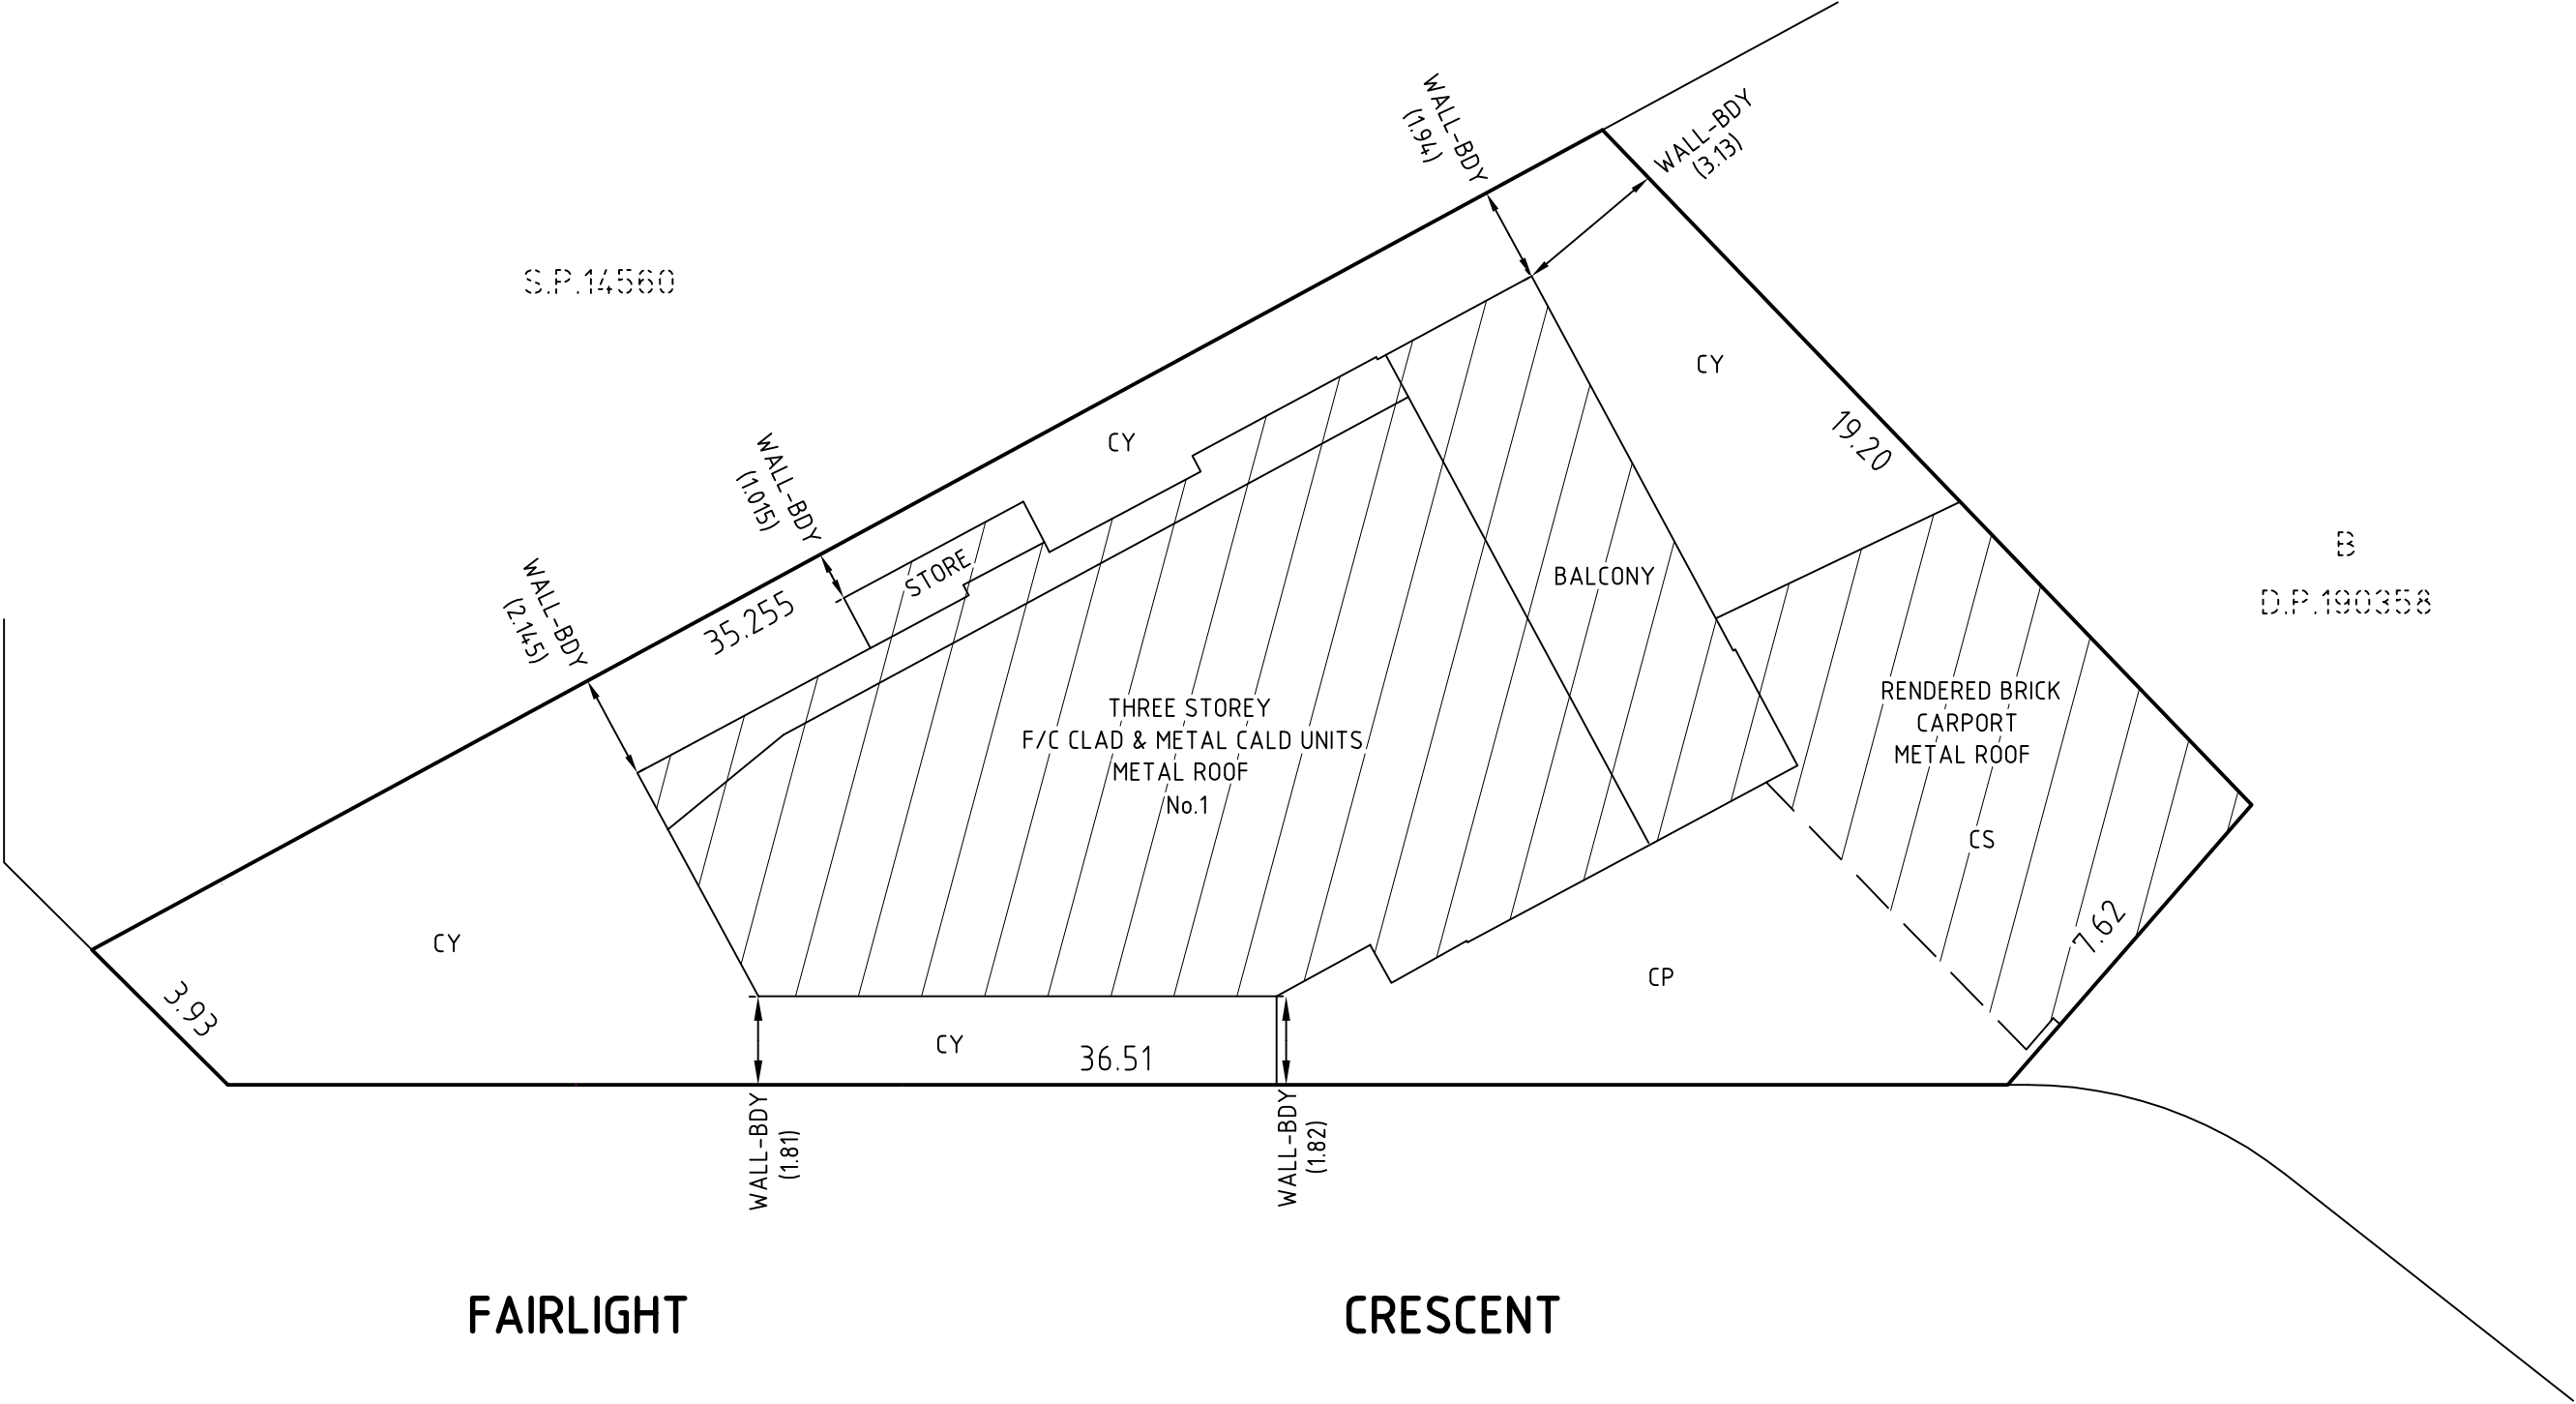 WALL-BDY
(1.94)
WALL-BDY
(3.13)
S.P.14560
CY
CY
19.20
WALL-BDY
(1.015)
B
D.P.190358
WALL-BDY
(2.145)
STORE
35.255
BALCONY
THREE STOREY
F/C CLAD & METAL CALD UNITS
METAL ROOF
No.1
RENDERED BRICK
CARPORT
METAL ROOF
CS
7.62
CY
CP
3.93
CY
36.51
WALL-BDY
(1.81)
WALL-BDY
(1.82)
FAIRLIGHT CRESCENT